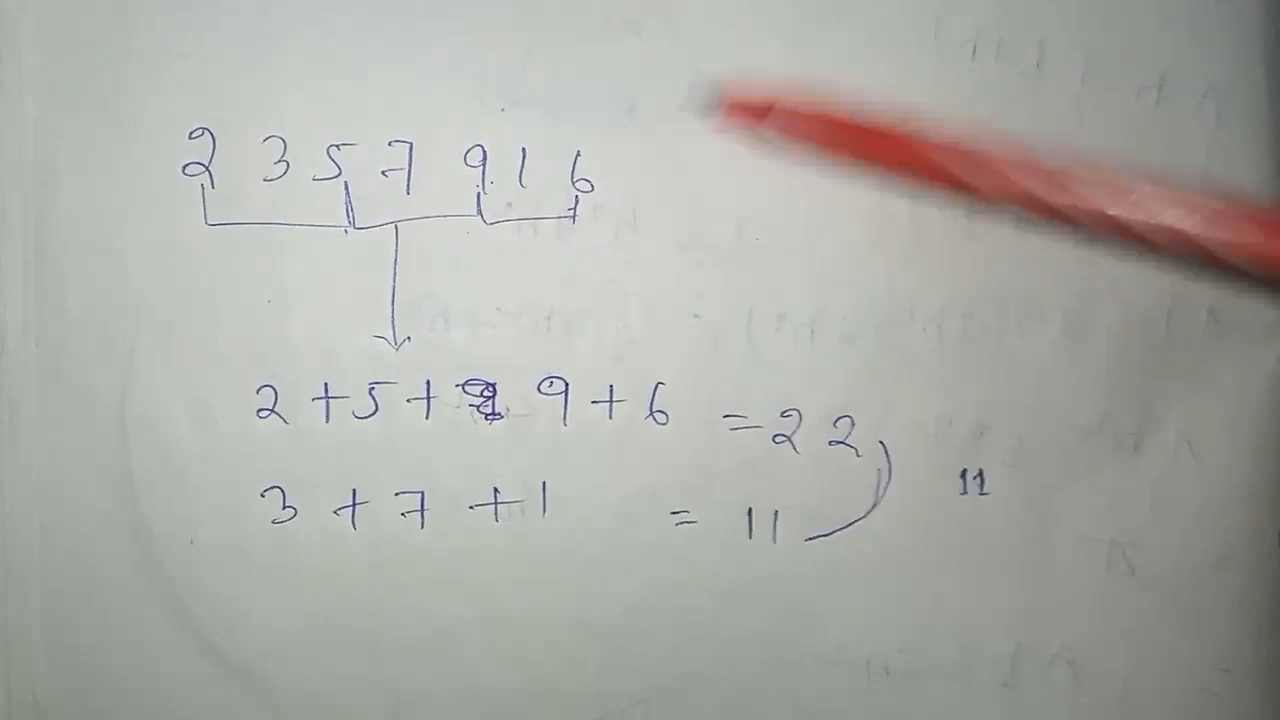 2 3 5 7 9 1 6
2 + 5 + 9 + 6 = 22
3 + 7 + 1 = 11
11